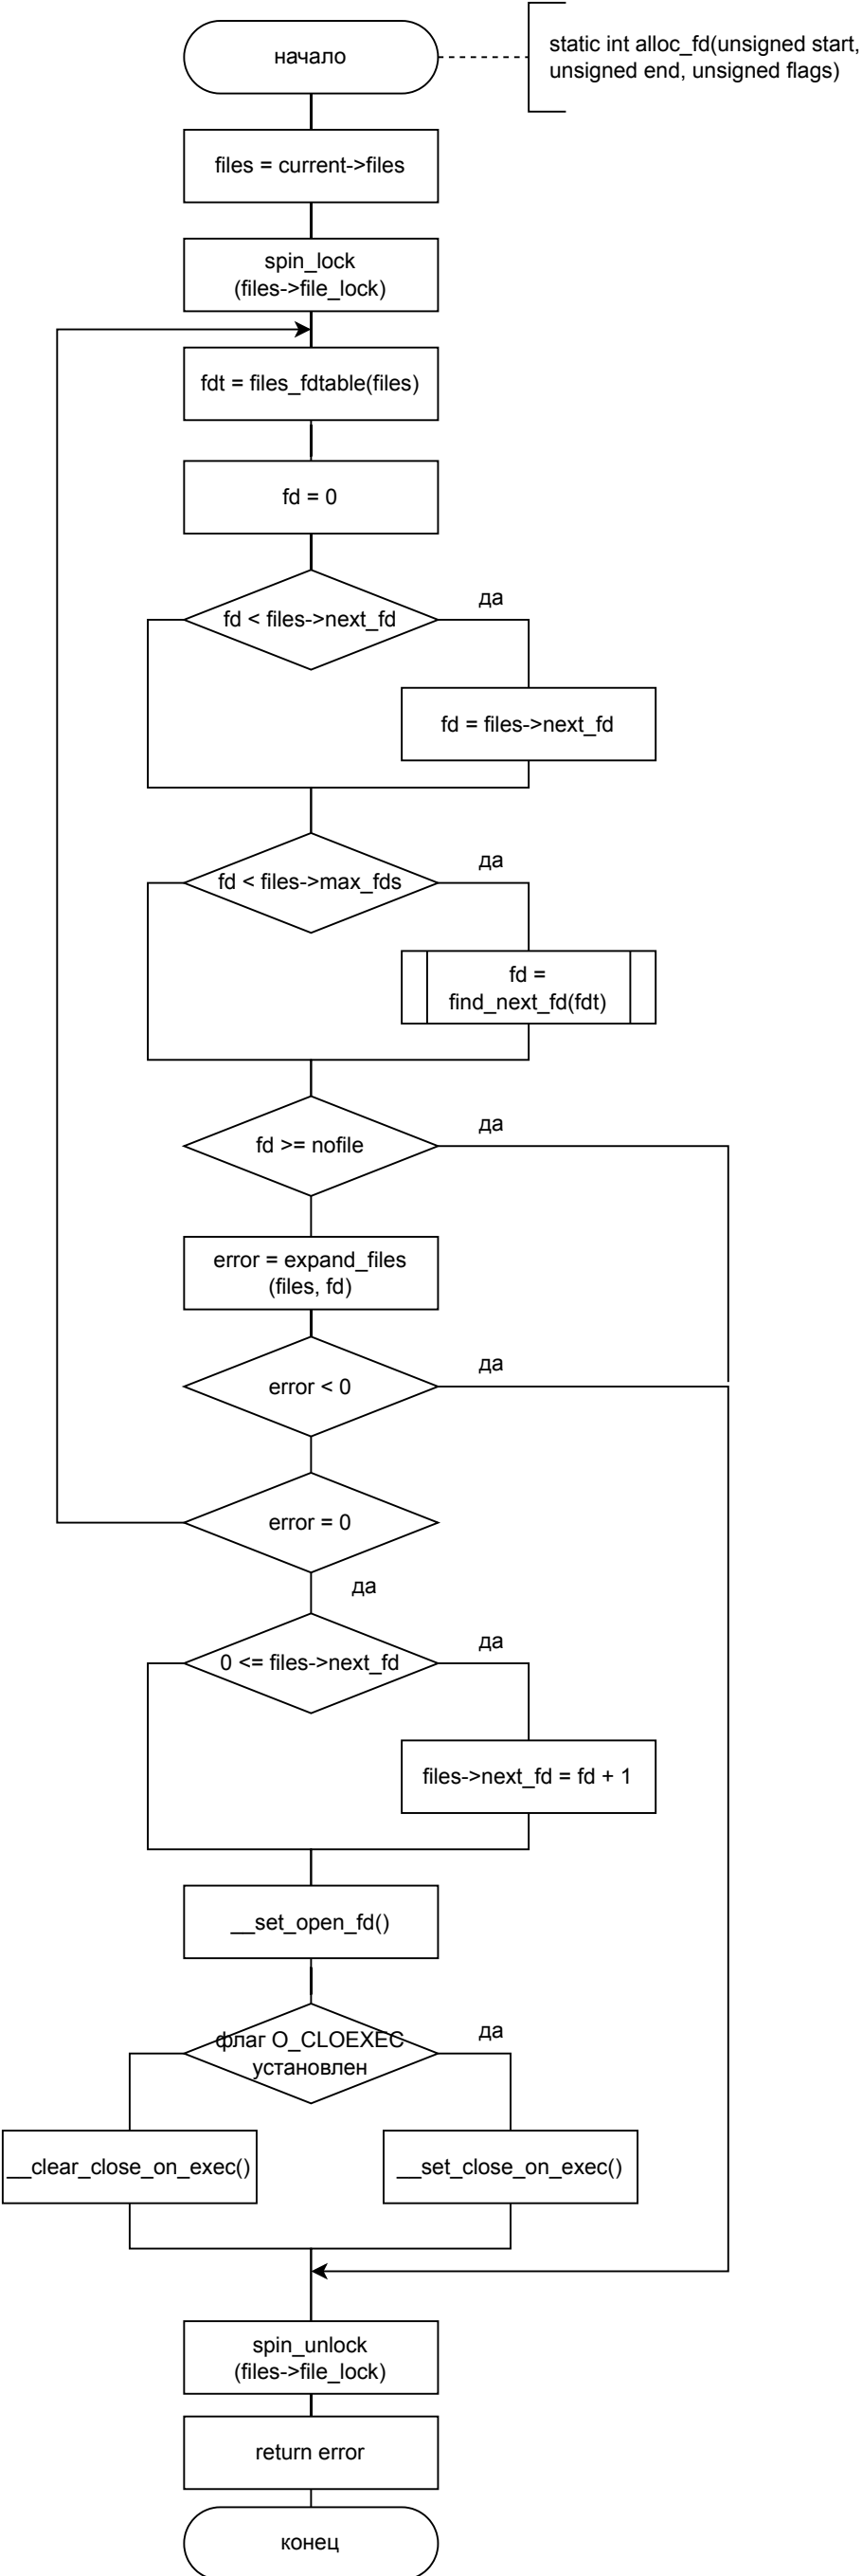 начало
static int alloc_fd(unsigned start,
unsigned end, unsigned flags)
files = current->files
spin_lock
(files->file_lock)
fdt = files_fdtable(files)
fd = 0
fd < files->next_fd
да
fd = files->next_fd
fd < files->max_fds
да
fd =
find_next_fd(fdt)
fd >= nofile
да
error = expand_files
(files, fd)
error < 0
да
error = 0
да
0 <= files->next_fd
да
files->next_fd = fd + 1
__set_open_fd()
флаг O_CLOEXEC
установлен
да
__clear_close_on_exec()
__set_close_on_exec()
spin_unlock
(files->file_lock)
return error
конец